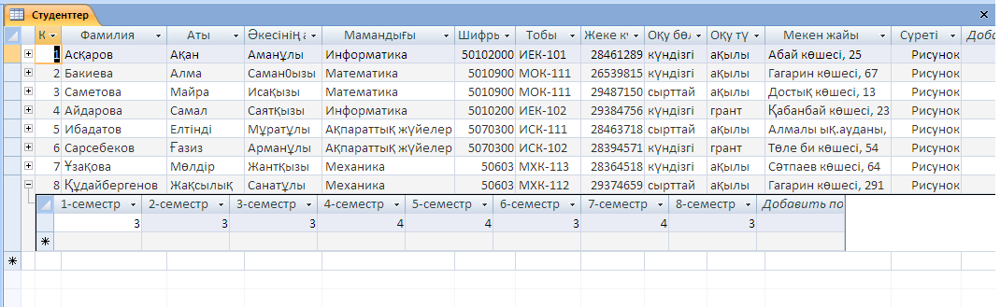 Студенттер
К Фамилия Аты Әкесінің а Мамандығы Шифры Тобы Жеке кұ Оқу бөл Оқу тү Мекен жайы Суреті Доба
1 Асқаров Ақан Аманұлы Информатика 50102000 ИЕК-101 28461289 күндізгі ақылы Абай көшесі, 25 Рисунок
2 Бакиева Алма Саман0ызы Математика 5010900 МОК-111 26539815 күндізгі ақылы Гагарин көшесі, 67 Рисунок
3 Саметова Майра Исақызы Математика 5010900 МОК-111 29487150 сырттай ақылы Достық көшесі, 13 Рисунок
4 Айдарова Самал Саятқызы Информатика 5010200 ИЕК-102 29384756 күндізгі грант Қабанбай көшесі, 23 Рисунок
5 Ибадатов Елтінді Мұратұлы Ақпараттық жүйелер 5070300 ИСК-111 28463718 сырттай ақылы Алмалы ық.ауданы, Рисунок
6 Сарсебеков Ғазиз Арманұлы Ақпараттық жүйелер 5070300 ИСК-102 28394571 күндізгі грант Төле би көшесі, 54 Рисунок
7 Ұзақова Мөлдір Жантқызы Механика 50603 МХК-113 28364518 күндізгі ақылы Сәтпаев көшесі, 64 Рисунок
8 Құдайбергенов Жақсылық Санатұлы Механика 50603 МХК-112 29374659 сырттай ақылы Гагарин көшесі, 291 Рисунок
1-семестр 2-семестр 3-семестр 4-семестр 5-семестр 6-семестр 7-семестр 8-семестр Добавить по
3 3 3 4 4 3 4 3